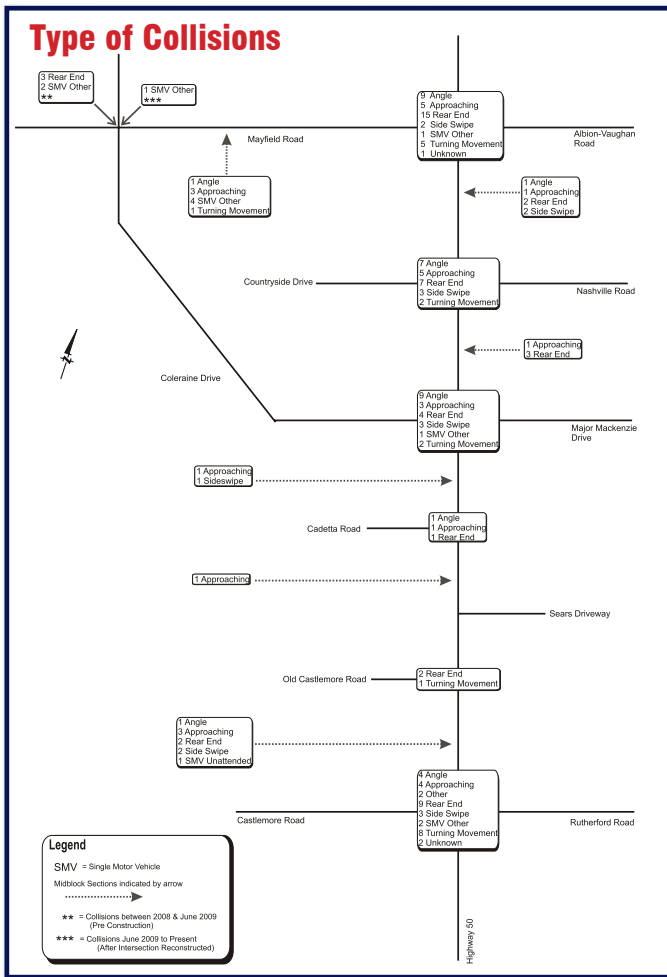 Type of Collisions
3 Rear End
2 SMV Other
**
1 SMV Other
***
9 Angle
5 Approaching
15 Rear End
2 Side Swipe
1 SMV Other
5 Turning Movement
1 Unknown
Mayfield Road
Albion-Vaughan
Road
1 Angle
3 Approaching
4 SMV Other
1 Turning Movement
1 Angle
1 Approaching
2 Rear End
2 Side Swipe
7 Angle
5 Approaching
7 Rear End
3 Side Swipe
2 Turning Movement
Countryside Drive
Nashville Road
1 Approaching
3 Rear End
N
Coleraine Drive
9 Angle
3 Approaching
4 Rear End
3 Side Swipe
1 SMV Other
2 Turning Movement
Major Mackenzie
Drive
1 Approaching
1 Sideswipe
Cadetta Road
1 Angle
1 Approaching
1 Rear End
1 Approaching
Sears Driveway
Old Castlemore Road
2 Rear End
1 Turning Movement
1 Angle
3 Approaching
2 Rear End
2 Side Swipe
1 SMV Unattended
4 Angle
4 Approaching
2 Other
9 Rear End
3 Side Swipe
2 SMV Other
8 Turning Movement
2 Unknown
Castlemore Road
Rutherford Road
Legend
SMV = Single Motor Vehicle
Midblock Sections indicated by arrow
** = Collisions between 2008 & June 2009
(Pre Construction)
*** = Collisions June 2009 to Present
(After Intersection Reconstructed)
Highway 50